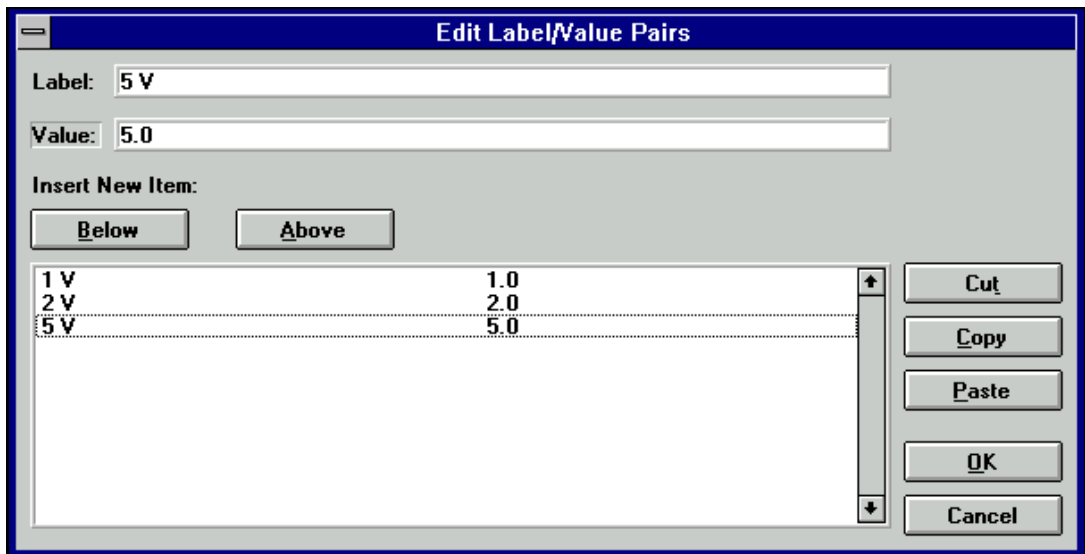 Edit Label/Value Pairs
Label: 5 V
Value: 5.0
Insert New Item:
Below Above
1 V 1.0
2 V 2.0
5 V 5.0
Cut
Copy
Paste
OK
Cancel